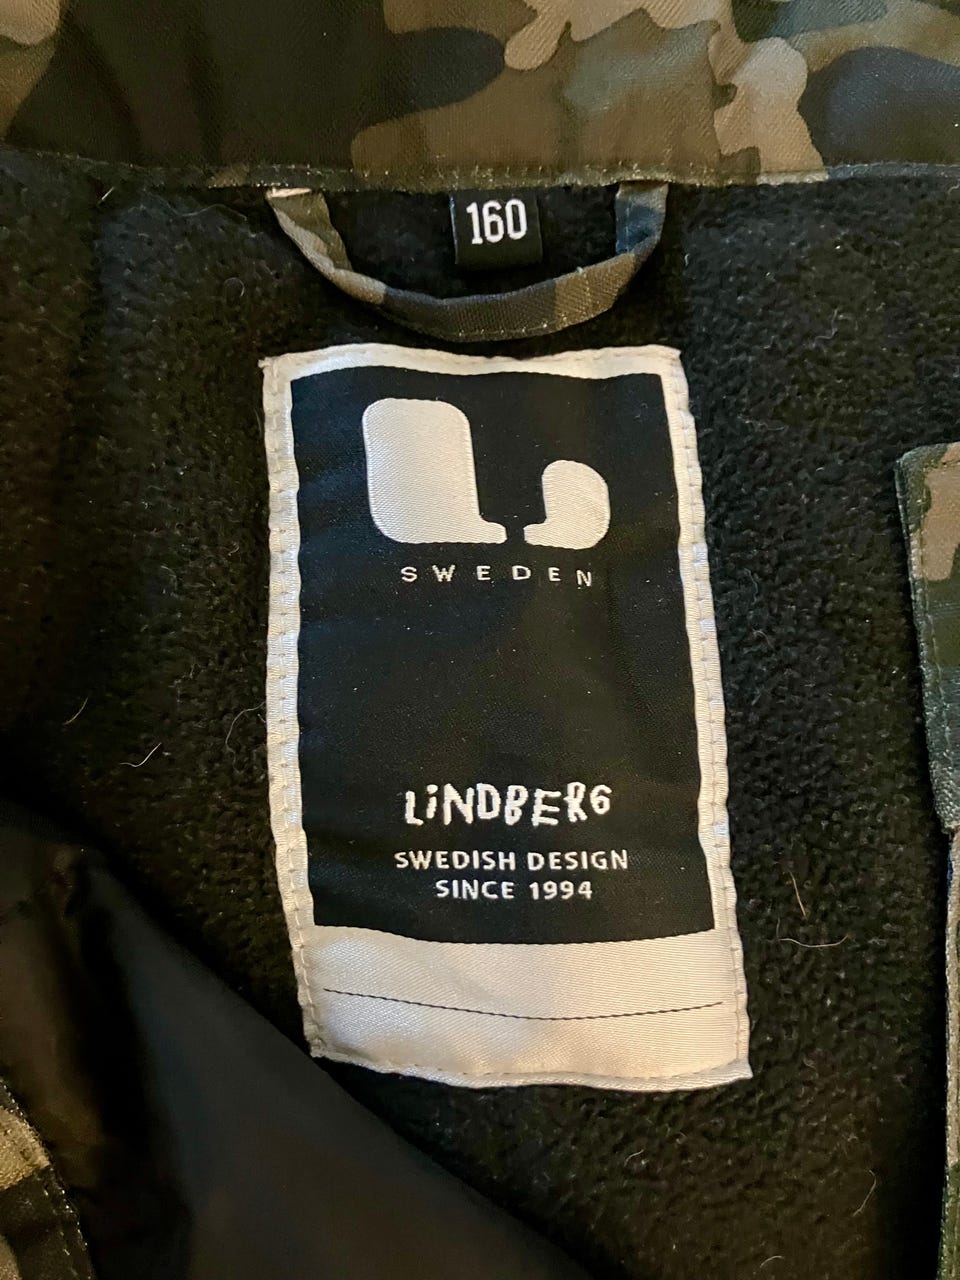 160
SWEDEN
LiNDBERG
SWEDISH DESIGN
SINCE 1994